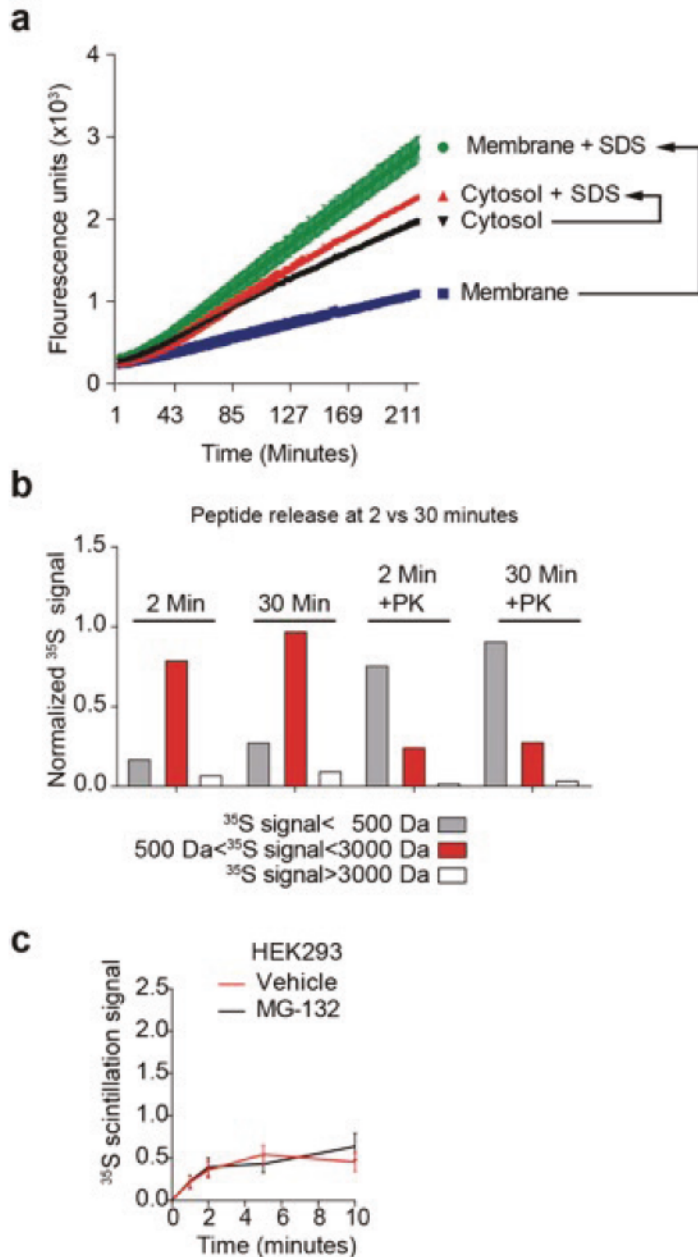 a
Flourescence units (x10³)
4
3
2
1
0
1 43 85 127 169 211
Time (Minutes)
Membrane + SDS
Cytosol + SDS
Cytosol
Membrane
b
Peptide release at 2 vs 30 minutes
Normalized ³⁵S signal
1.5
1.0
0.5
0.0
2 Min
30 Min
2 Min
+PK
30 Min
+PK
³⁵S signal< 500 Da
500 Da<³⁵S signal<3000 Da
³⁵S signal>3000 Da
c
HEK293
Vehicle
MG-132
³⁵S scintillation signal
2.5
2.0
1.5
1.0
0.5
0.0
0 2 4 6 8 10
Time (minutes)